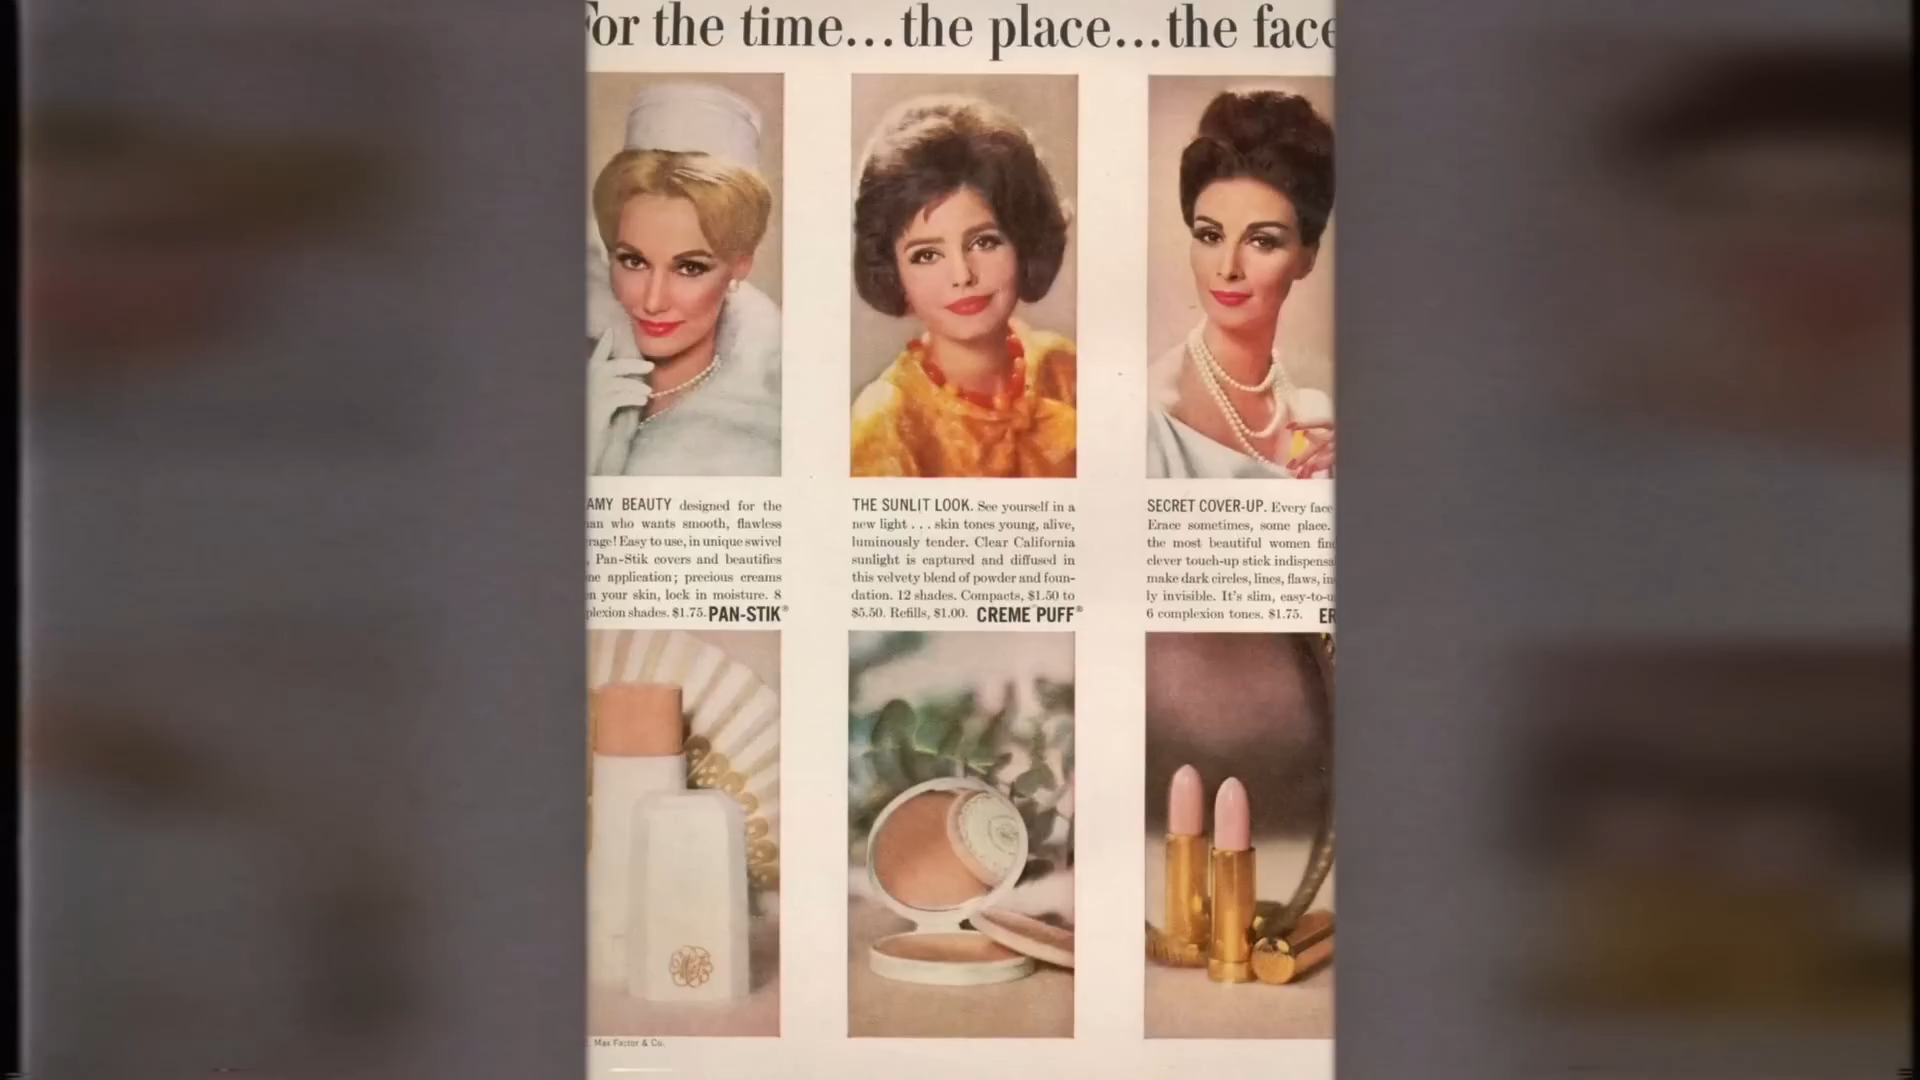 For the time...the place...the face
AMY BEAUTY designed for the
an who wants smooth, flawless
rage! Easy to use, in unique swivel
. Pan-Stik covers and beautifies
ne application; precious creams
n your skin, lock in moisture. 8
plexion shades. $1.75. PAN-STIK®
THE SUNLIT LOOK. See yourself in a
new light . . . skin tones young, alive,
luminously tender. Clear California
sunlight is captured and diffused in
this velvety blend of powder and foun-
dation. 12 shades. Compacts, $1.50 to
$5.50. Refills, $1.00. CREME PUFF®
SECRET COVER-UP. Every face
Erace sometimes, some place.
the most beautiful women fin
clever touch-up stick indispensa
make dark circles, lines, flaws, in
ly invisible. It's slim, easy-to-u
6 complexion tones. $1.75. ER
Max Factor & Co.